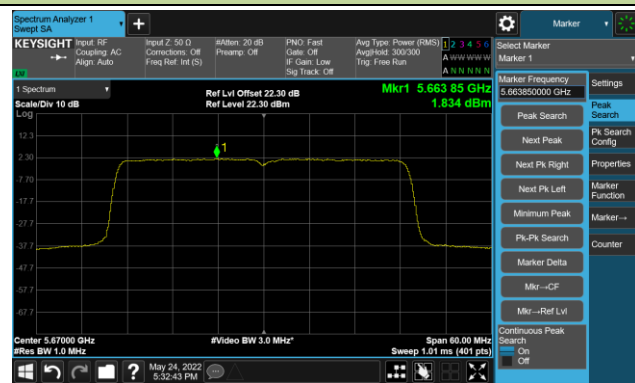 Spectrum Analyzer 1
Swept SA
+
Marker
KEYSIGHT
Input: RF
Coupling: AC
Align: Auto
Input Z: 50 Ω
Corrections: Off
Freq Ref: Int (S)
#Atten: 20 dB
Preamp: Off
PNO: Fast
Gate: Off
IF Gain: Low
Sig Track: Off
Avg Type: Power (RMS)
Avg|Hold: 300/300
Trig: Free Run
1 2 3 4 5 6
A W W W W W
A N N N N N
LXI
Select Marker
Marker 1
1 Spectrum
Scale/Div 10 dB
Log
Ref Lvl Offset 22.30 dB
Ref Level 22.30 dBm
Mkr1 5.663 85 GHz
1.834 dBm
Marker Frequency
5.663850000 GHz
Settings
Peak Search
Peak
Search
Next Peak
Pk Search
Config
Next Pk Right
Properties
Next Pk Left
Marker
Function
Minimum Peak
Marker→
Pk-Pk Search
Counter
Marker Delta
Mkr→CF
Mkr→Ref Lvl
Continuous Peak
Search
On
Off
12.3
2.30
-7.70
-17.7
-27.7
-37.7
-47.7
-57.7
-67.7
1
Center 5.67000 GHz
#Res BW 1.0 MHz
#Video BW 3.0 MHz*
Span 60.00 MHz
Sweep 1.01 ms (401 pts)
?
May 24, 2022
5:32:43 PM